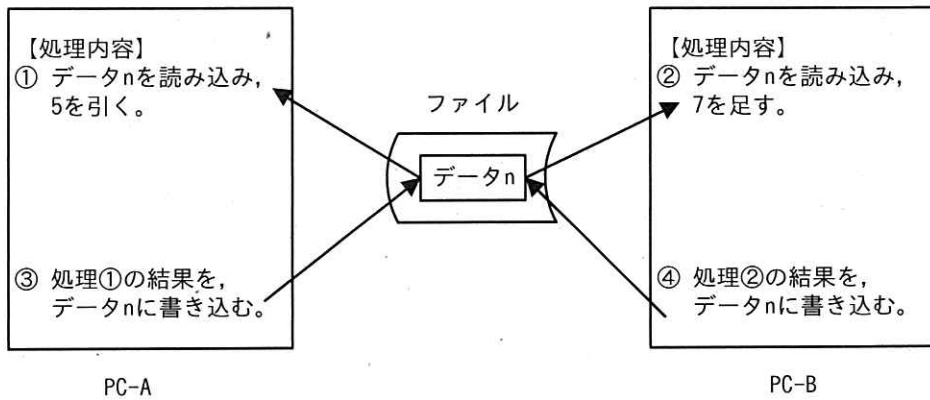 【処理内容】
① データnを読み込み，
5を引く。
③ 処理①の結果を，
データnに書き込む。
PC-A
ファイル
データn
【処理内容】
② データnを読み込み，
7を足す。
④ 処理②の結果を，
データnに書き込む。
PC-B